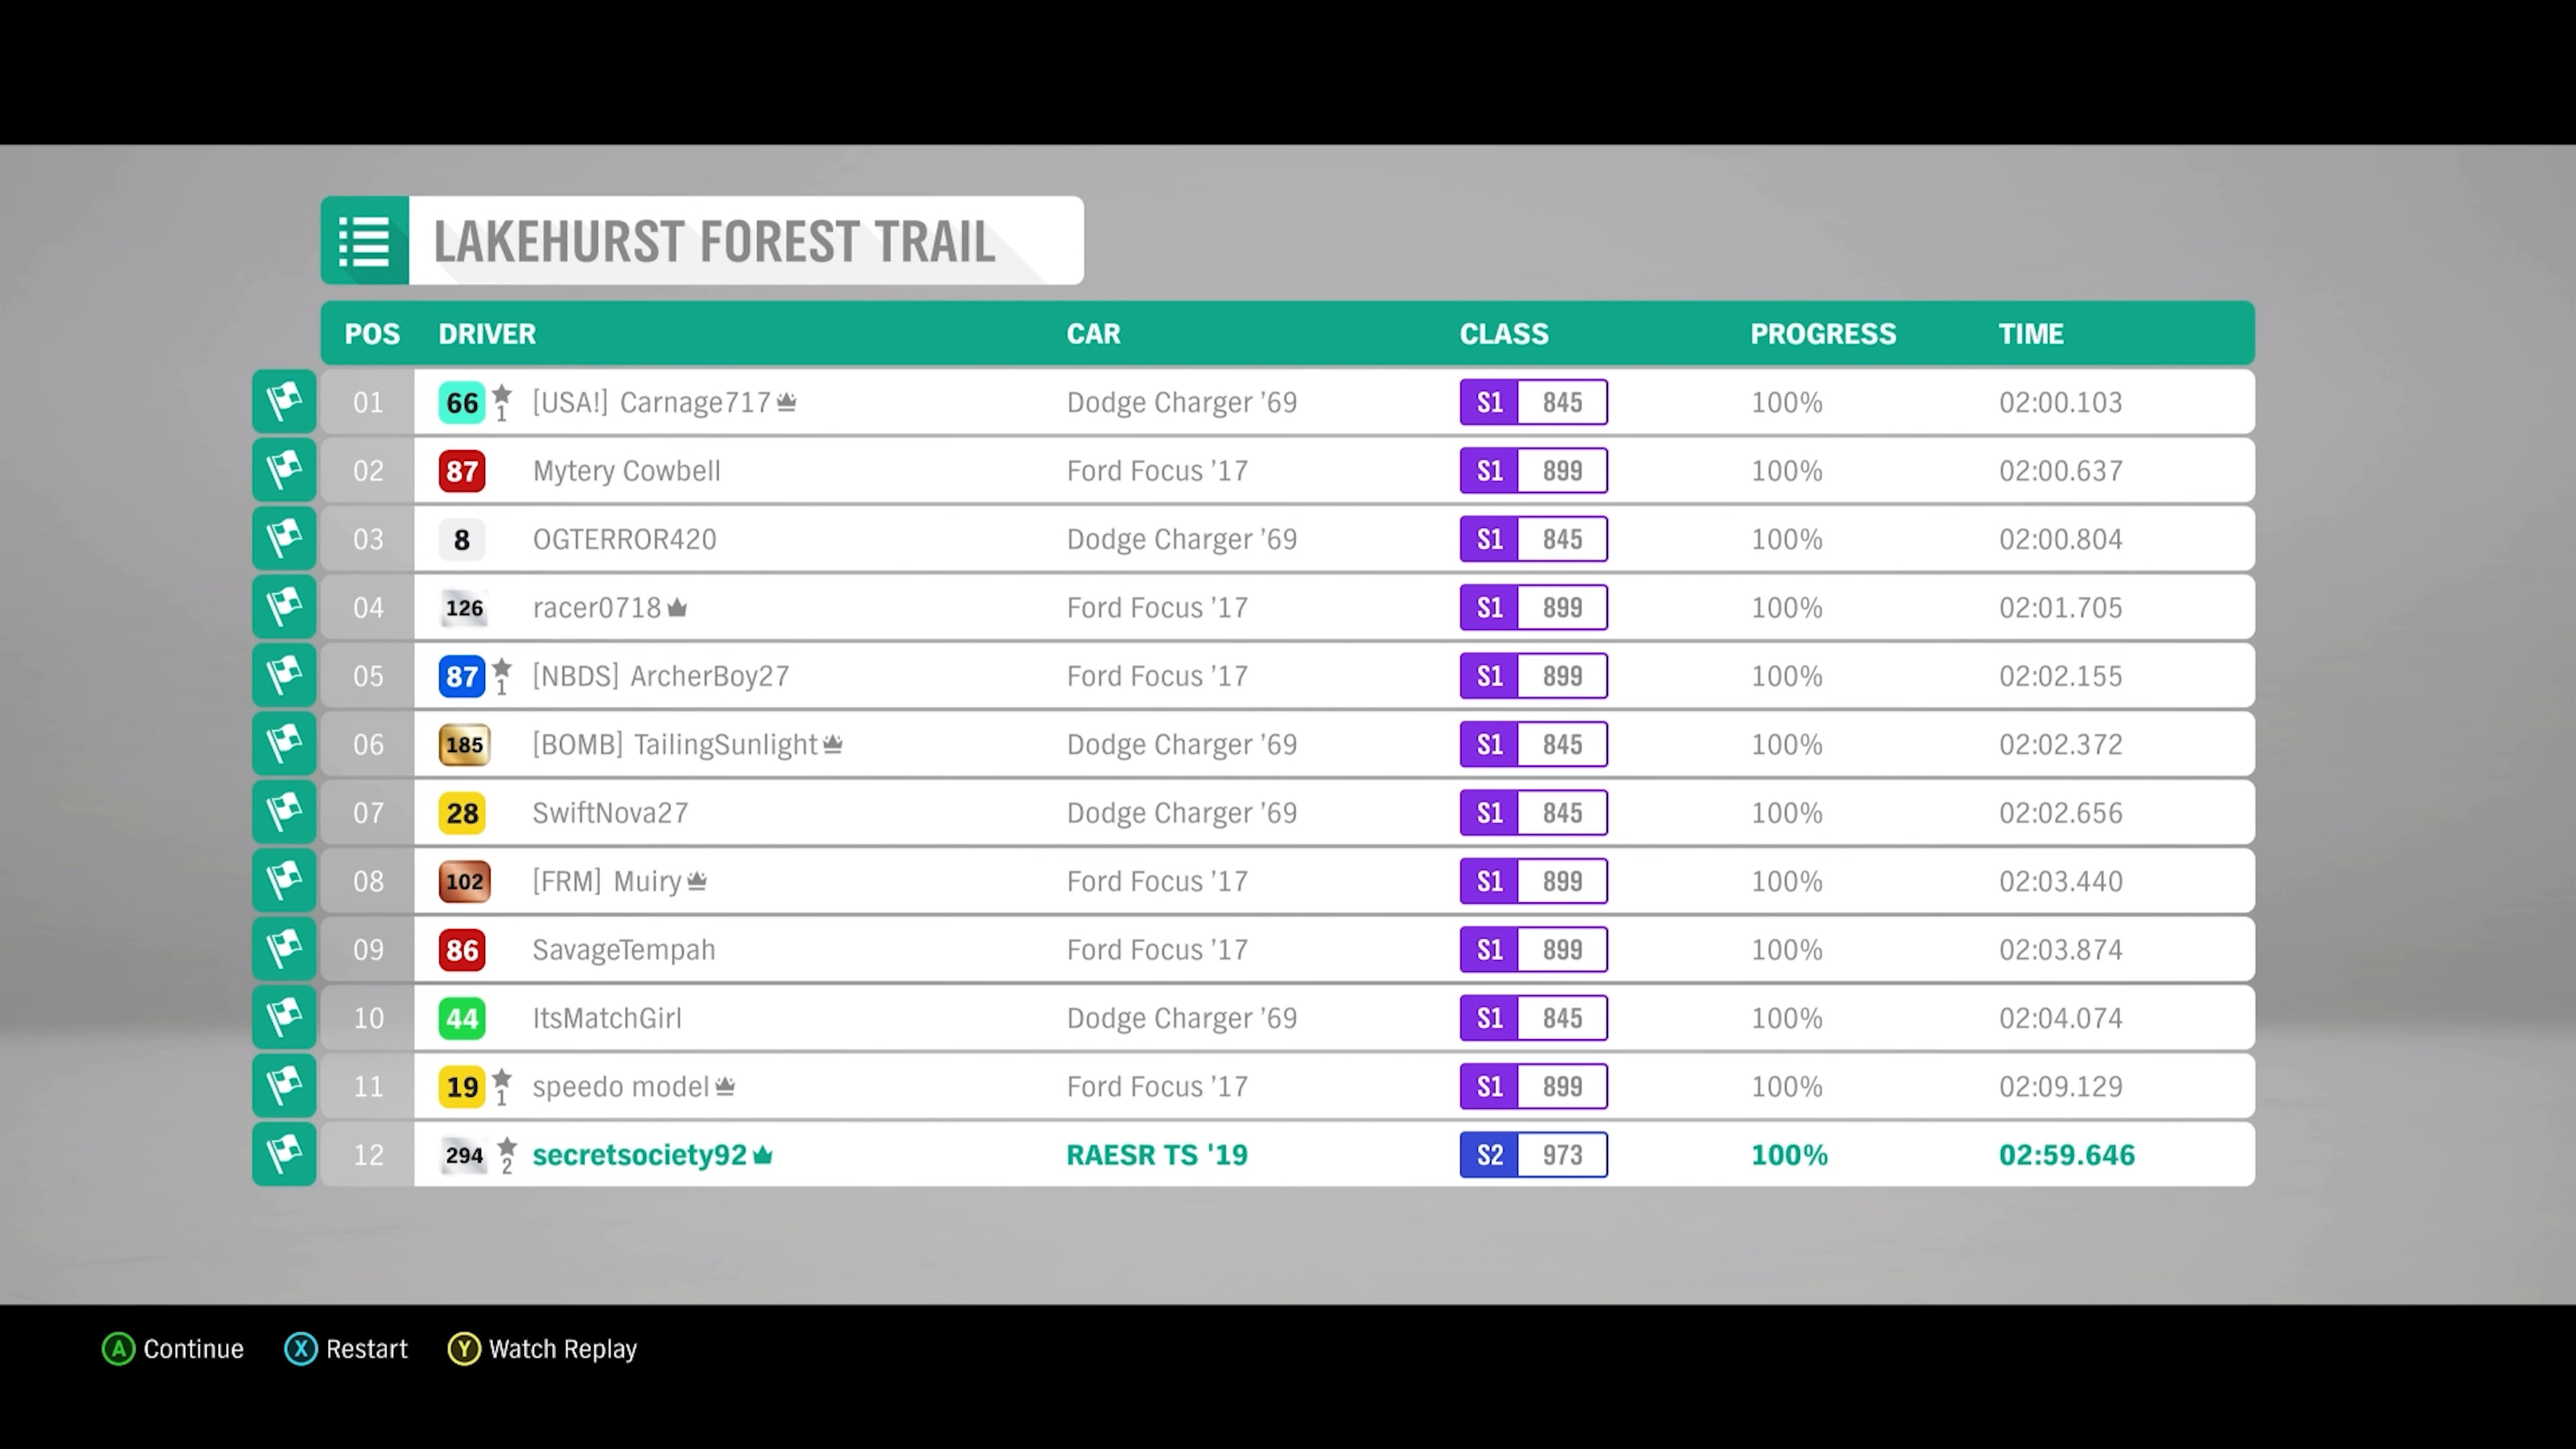 LAKEHURST FOREST TRAIL
POS DRIVER CAR CLASS PROGRESS TIME
01 66 1 [USA!] Carnage717 Dodge Charger ’69 S1 845 100% 02:00.103
02 87 Mytery Cowbell Ford Focus ’17 S1 899 100% 02:00.637
03 8 OGTERROR420 Dodge Charger ’69 S1 845 100% 02:00.804
04 126 racer0718 Ford Focus ’17 S1 899 100% 02:01.705
05 87 1 [NBDS] ArcherBoy27 Ford Focus ’17 S1 899 100% 02:02.155
06 185 [BOMB] TailingSunlight Dodge Charger ’69 S1 845 100% 02:02.372
07 28 SwiftNova27 Dodge Charger ’69 S1 845 100% 02:02.656
08 102 [FRM] Muiry Ford Focus ’17 S1 899 100% 02:03.440
09 86 SavageTempah Ford Focus ’17 S1 899 100% 02:03.874
10 44 ItsMatchGirl Dodge Charger ’69 S1 845 100% 02:04.074
11 19 1 speedo model Ford Focus ’17 S1 899 100% 02:09.129
12 294 2 secretsociety92 RAESR TS '19 S2 973 100% 02:59.646
A Continue X Restart Y Watch Replay